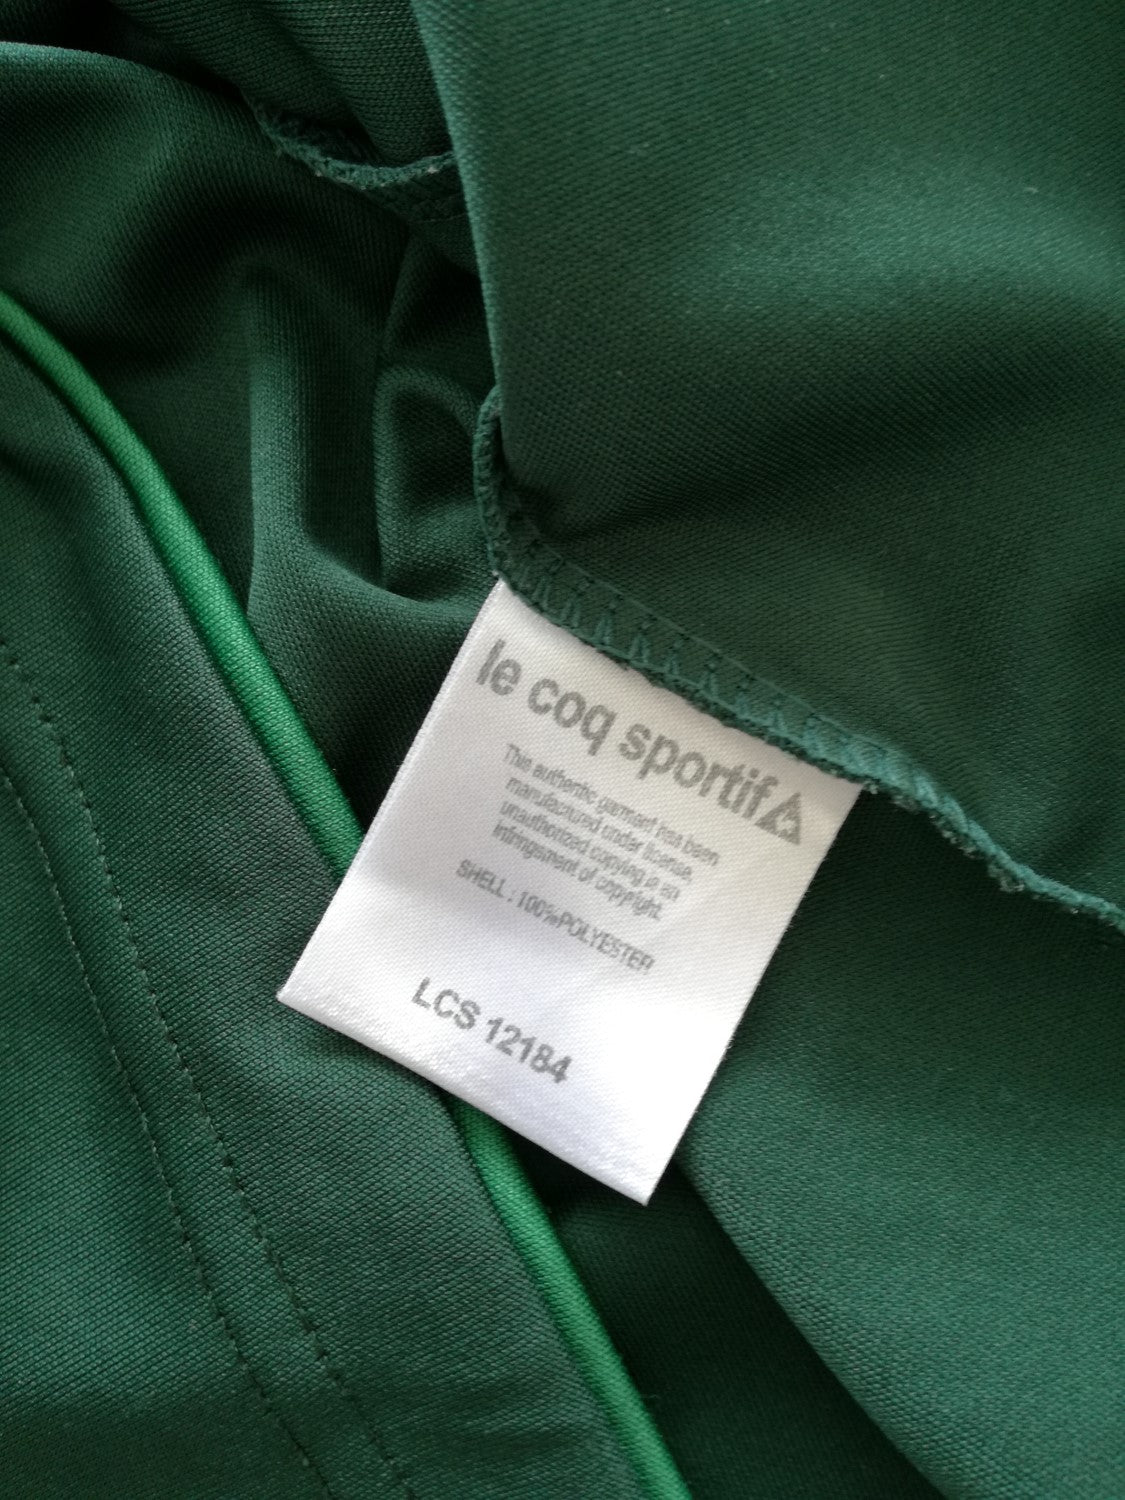 le coq sportif
This authentic garment has been
manufactured under license,
unauthorized copying is an
infringement of copyright.
SHELL : 100%POLYESTER
LCS 12184